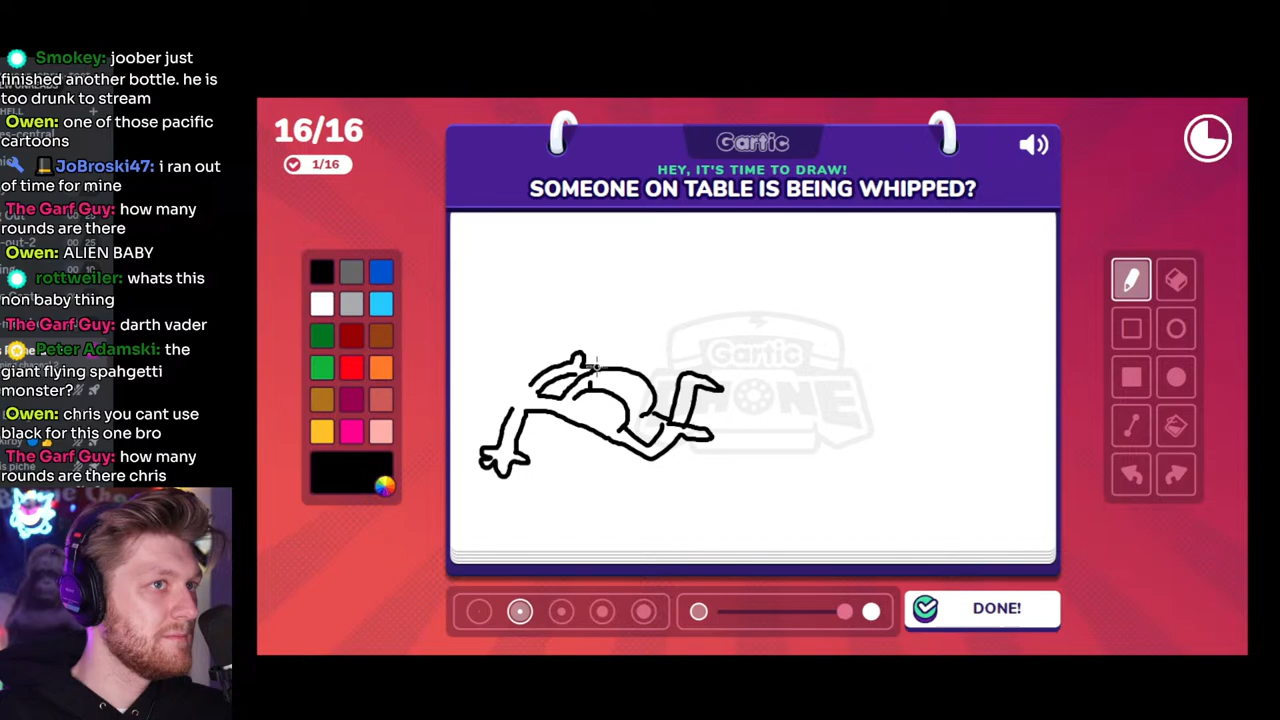 Smokey: joober just
finished another bottle. he is
too drunk to stream
Owen: one of those pacific
cartoons
JoBroski47: i ran out
of time for mine
The Garf Guy: how many
rounds are there
Owen: ALIEN BABY
rottweiler: whats this
non baby thing
The Garf Guy: darth vader
Peter Adamski: the
giant flying spahgetti
monster?
Owen: chris you cant use
black for this one bro
The Garf Guy: how many
rounds are there chris
16/16
1/16
Gartic
HEY, IT'S TIME TO DRAW!
SOMEONE ON TABLE IS BEING WHIPPED?
Gartic
PHONE
DONE!